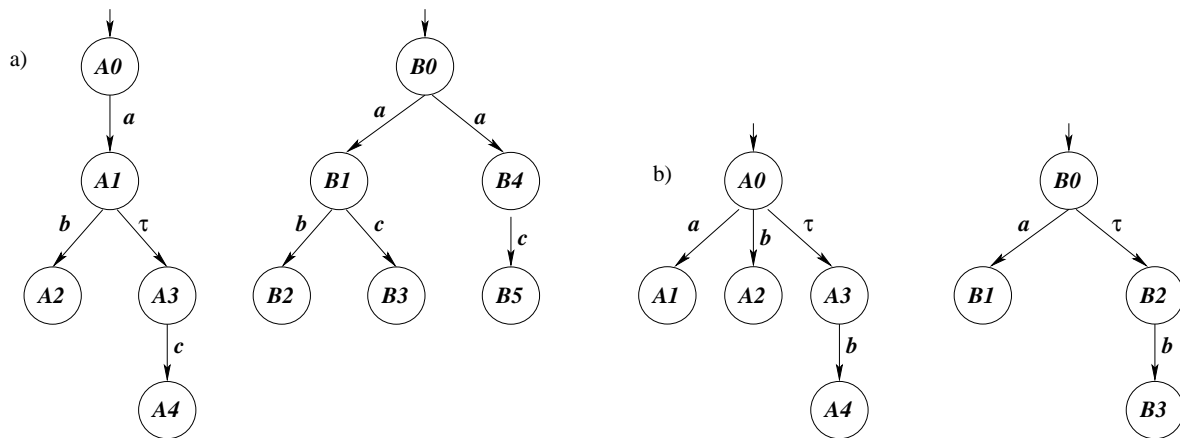 a)
A0
a
A1
b τ
A2 A3
c
A4
B0
a a
B1 B4
b c c
B2 B3 B5
b)
A0
a b τ
A1 A2 A3
b
A4
B0
a τ
B1 B2
b
B3